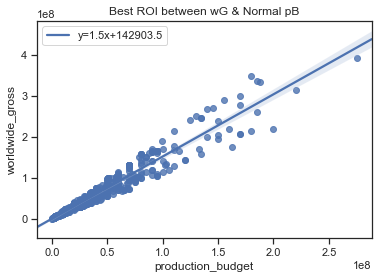 Best ROI between wG & Normal pB
1e8
y=1.5x+142903.5
4
3
2
1
0
worldwide_gross
0.0 0.5 1.0 1.5 2.0 2.5
1e8
production_budget